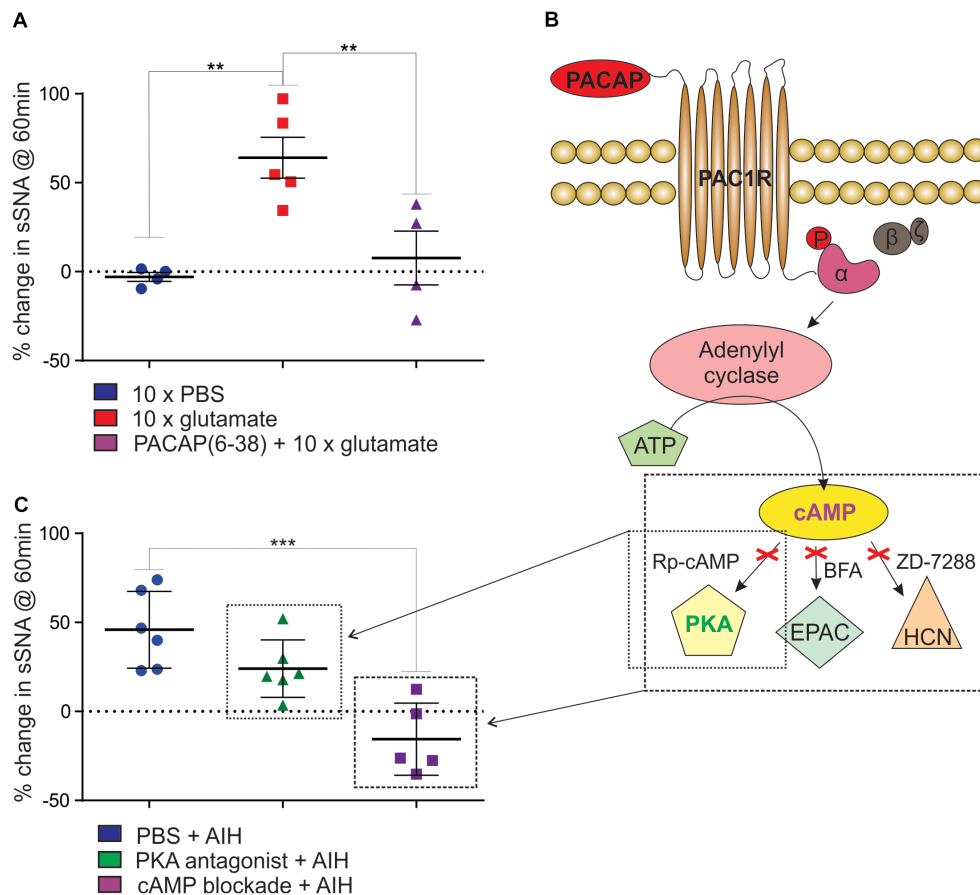 A
**
**
% change in sSNA @ 60min
100
50
0
-50
10 x PBS
10 x glutamate
PACAP(6-38) + 10 x glutamate
B
PACAP
PAC1R
P
α
β
ζ
Adenylyl
cyclase
ATP
cAMP
Rp-cAMP
BFA
ZD-7288
PKA
EPAC
HCN
C
***
% change in sSNA @ 60min
100
50
0
-50
PBS + AIH
PKA antagonist + AIH
cAMP blockade + AIH